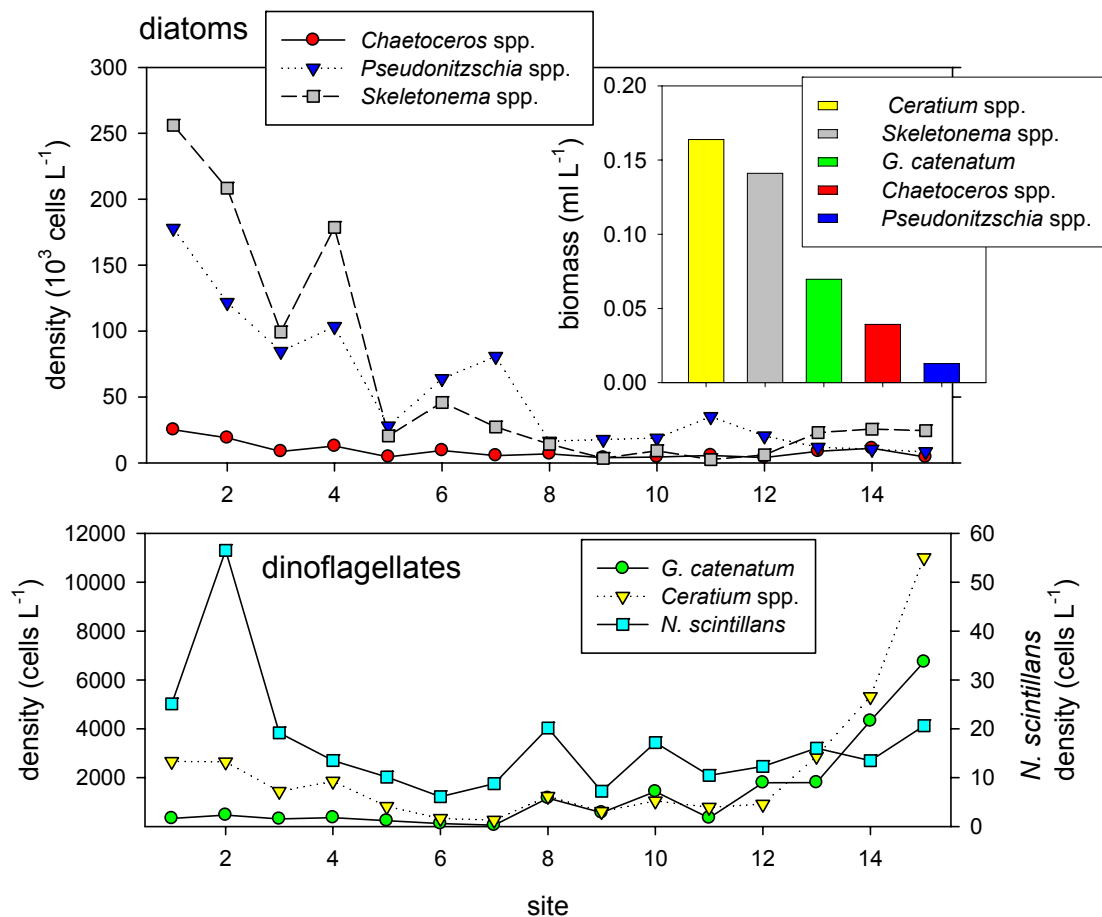 diatoms
Chaetoceros spp.
Pseudonitzschia spp.
Skeletonema spp.
density (10³ cells L⁻¹)
300
250
200
150
100
50
0
2
4
6
8
10
12
14
biomass (ml L⁻¹)
0.20
0.15
0.10
0.05
0.00
Ceratium spp.
Skeletonema spp.
G. catenatum
Chaetoceros spp.
Pseudonitzschia spp.
dinoflagellates
G. catenatum
Ceratium spp.
N. scintillans
density (cells L⁻¹)
12000
10000
8000
6000
4000
2000
60
50
40
30
20
10
0
N. scintillans
density (cells L⁻¹)
2
4
6
8
10
12
14
site